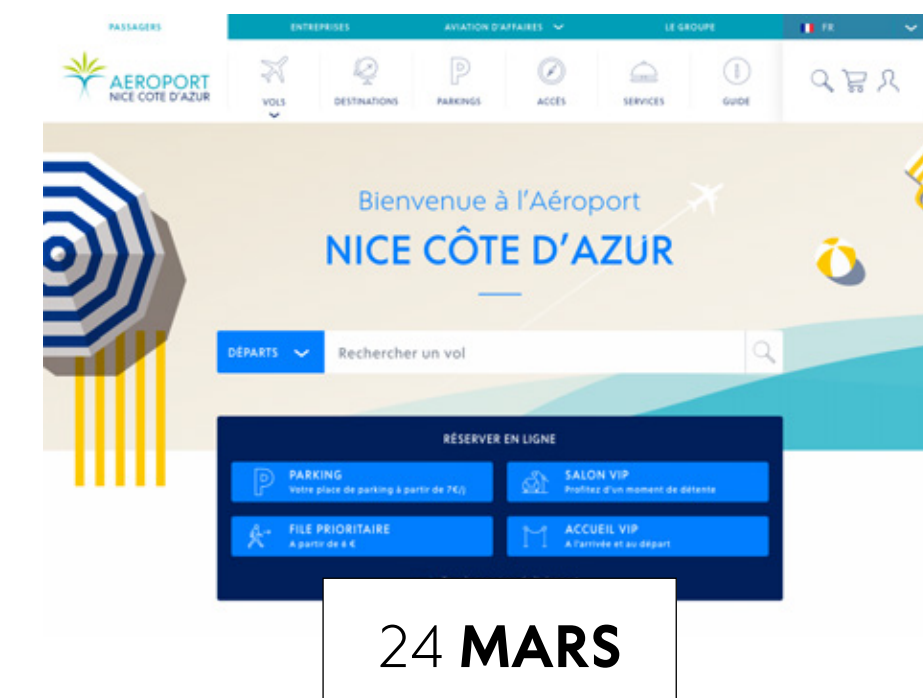 PASSAGERS
ENTREPRISES
AVIATION D'AFFAIRES
LE GROUPE
FR
AEROPORT
NICE COTE D'AZUR
VOLS
DESTINATIONS
PARKINGS
ACCÈS
SERVICES
GUIDE
Bienvenue à l'Aéroport
NICE CÔTE D'AZUR
DÉPARTS
Rechercher un vol
RÉSERVER EN LIGNE
PARKING
Votre place de parking à partir de 7€/j
SALON VIP
Profitez d'un moment de détente
FILE PRIORITAIRE
A partir de 6 €
ACCUEIL VIP
A l'arrivée et au départ
24 MARS